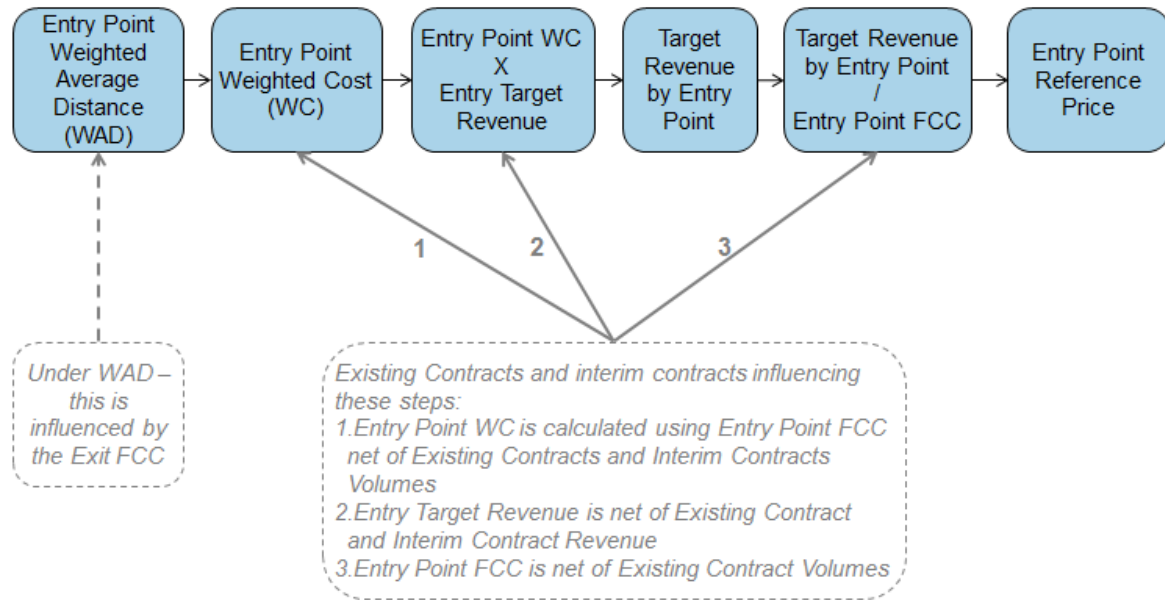 Entry Point
Weighted
Average
Distance
(WAD)
Entry Point
Weighted Cost
(WC)
Entry Point WC
X
Entry Target
Revenue
Target
Revenue
by Entry
Point
Target Revenue
by Entry Point
/
Entry Point FCC
Entry Point
Reference
Price
1
2
3
Under WAD –
this is
influenced by
the Exit FCC
Existing Contracts and interim contracts influencing
these steps:
1.Entry Point WC is calculated using Entry Point FCC
net of Existing Contracts and Interim Contracts
Volumes
2.Entry Target Revenue is net of Existing Contract
and Interim Contract Revenue
3.Entry Point FCC is net of Existing Contract Volumes